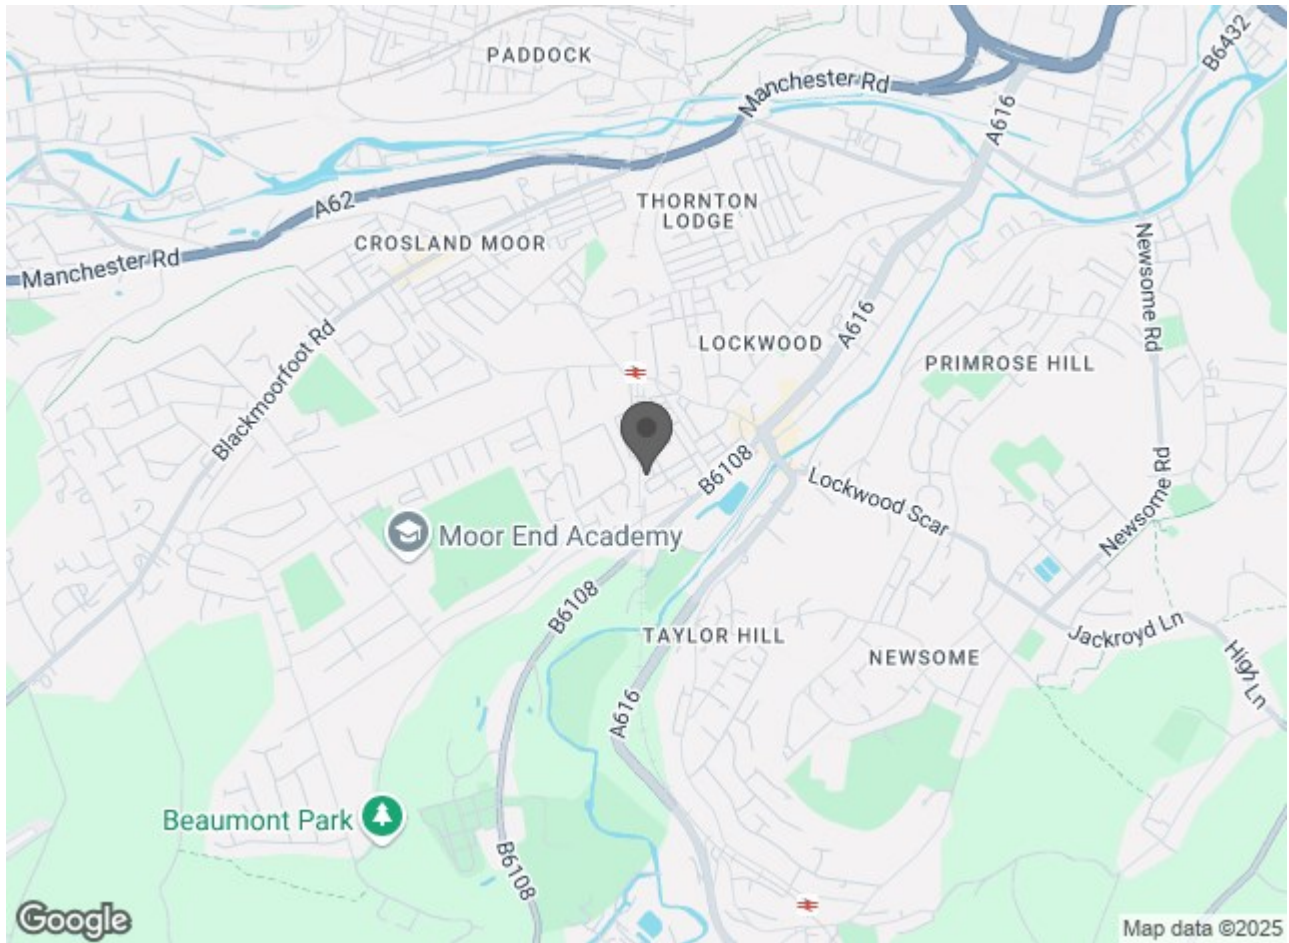 PADDOCK
B6432
Manchester Rd
A616
THORNTON
LODGE
A62
CROSLAND MOOR
Manchester Rd
Newsome Rd
Blackmoorfoot Rd
A616
LOCKWOOD
PRIMROSE HILL
B6108
Lockwood Scar
Newsome Rd
Moor End Academy
B6108
TAYLOR HILL
Jackroyd Ln
NEWSOME
High Ln
A616
Beaumont Park
B6108
Google
Map data ©2025